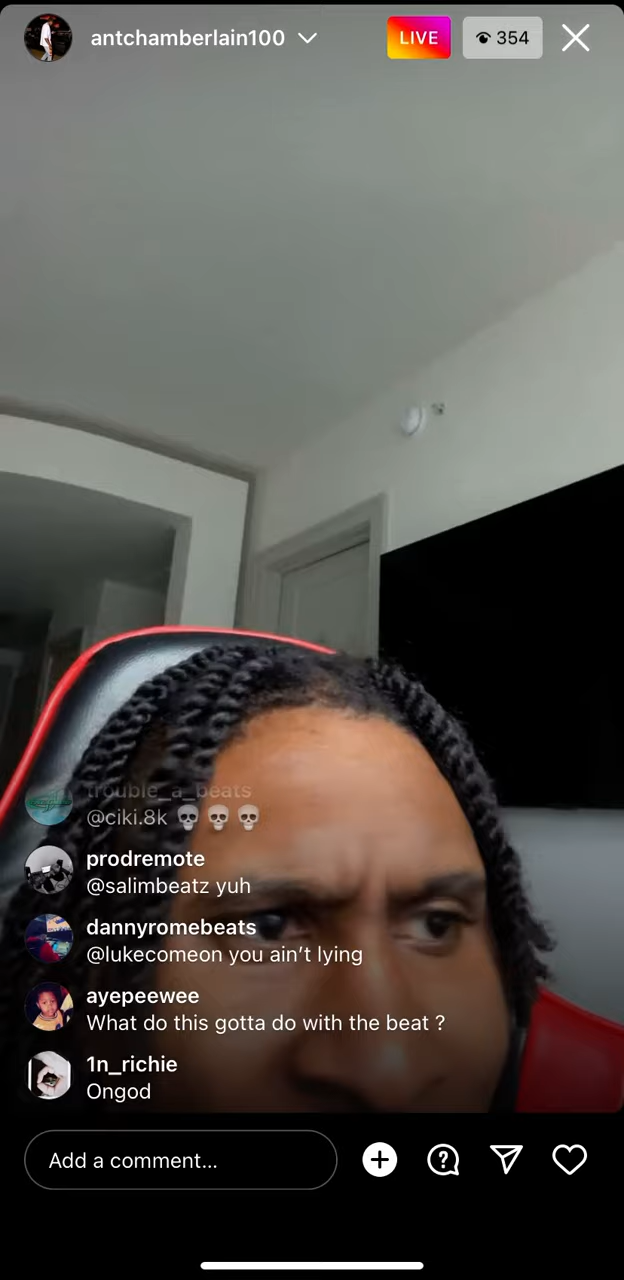 antchamberlain100
LIVE
354
trouble_a_beats
@ciki.8k 💀 💀 💀
prodremote
@salimbeatz yuh
dannyromebeats
@lukecomeon you ain’t lying
ayepeewee
What do this gotta do with the beat ?
1n_richie
Ongod
Add a comment...